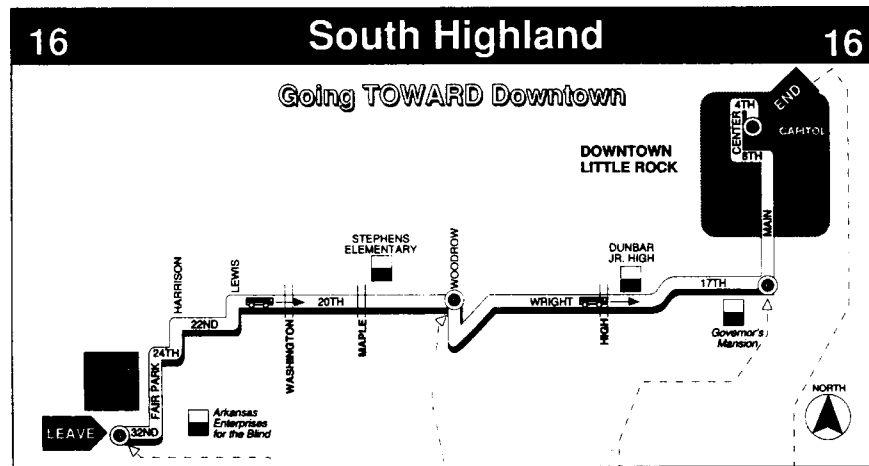 16 South Highland 16
Going TOWARD Downtown
END
4TH
CENTER
CAPITOL
8TH
DOWNTOWN
LITTLE ROCK
MAIN
STEPHENS
ELEMENTARY
WOODROW
DUNBAR
JR. HIGH
HARRISON
LEWIS
20TH
WRIGHT
17TH
22ND
WASHINGTON
MAPLE
HIGH
Governor's
Mansion
24TH
FAIR PARK
NORTH
Arkansas
Enterprises
for the Blind
LEAVE
32ND